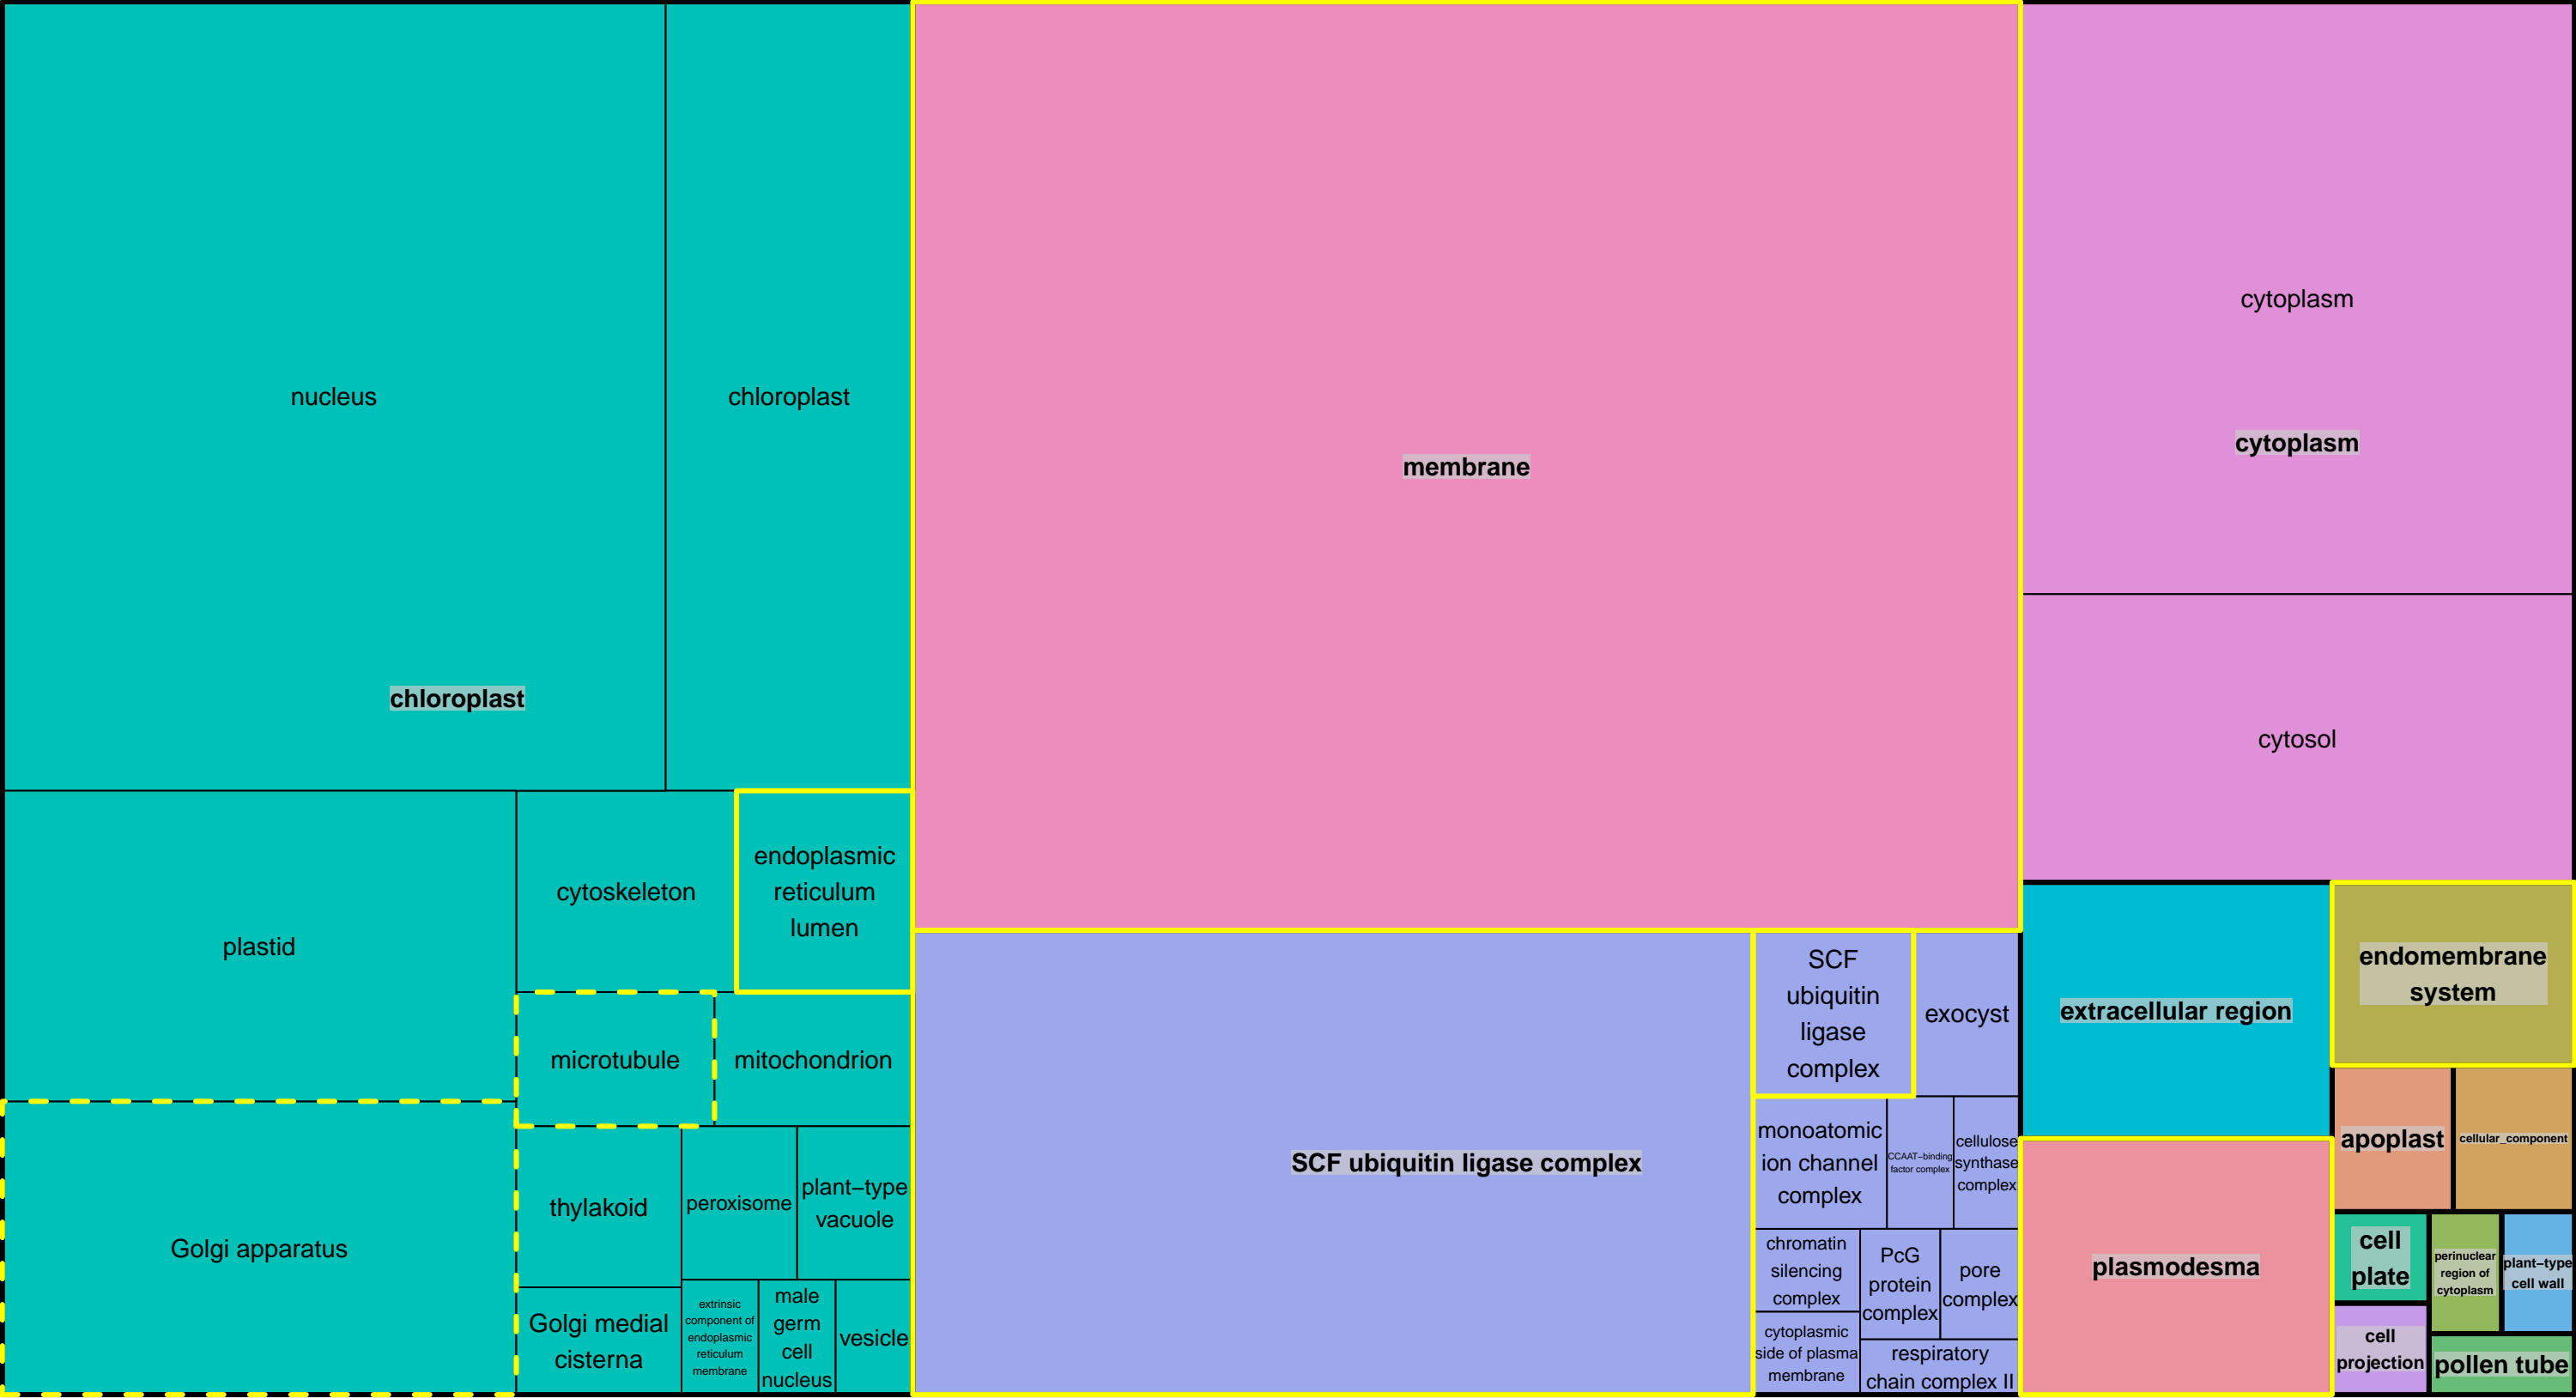 nucleus
chloroplast
chloroplast
plastid
cytoskeleton
endoplasmic
reticulum
lumen
microtubule
mitochondrion
Golgi apparatus
thylakoid
peroxisome
plant−type
vacuole
Golgi medial
cisterna
extrinsic
component of
endoplasmic
reticulum
membrane
male
germ
cell
nucleus
vesicle
membrane
SCF ubiquitin ligase complex
SCF
ubiquitin
ligase
complex
exocyst
monoatomic
ion channel
complex
CCAAT−binding
factor complex
cellulose
synthase
complex
chromatin
silencing
complex
PcG
protein
complex
pore
complex
cytoplasmic
side of plasma
membrane
respiratory
chain complex II
cytoplasm
cytoplasm
cytosol
extracellular region
endomembrane
system
plasmodesma
apoplast
cellular_component
cell
plate
perinuclear
region of
cytoplasm
plant−type
cell wall
cell
projection
pollen tube